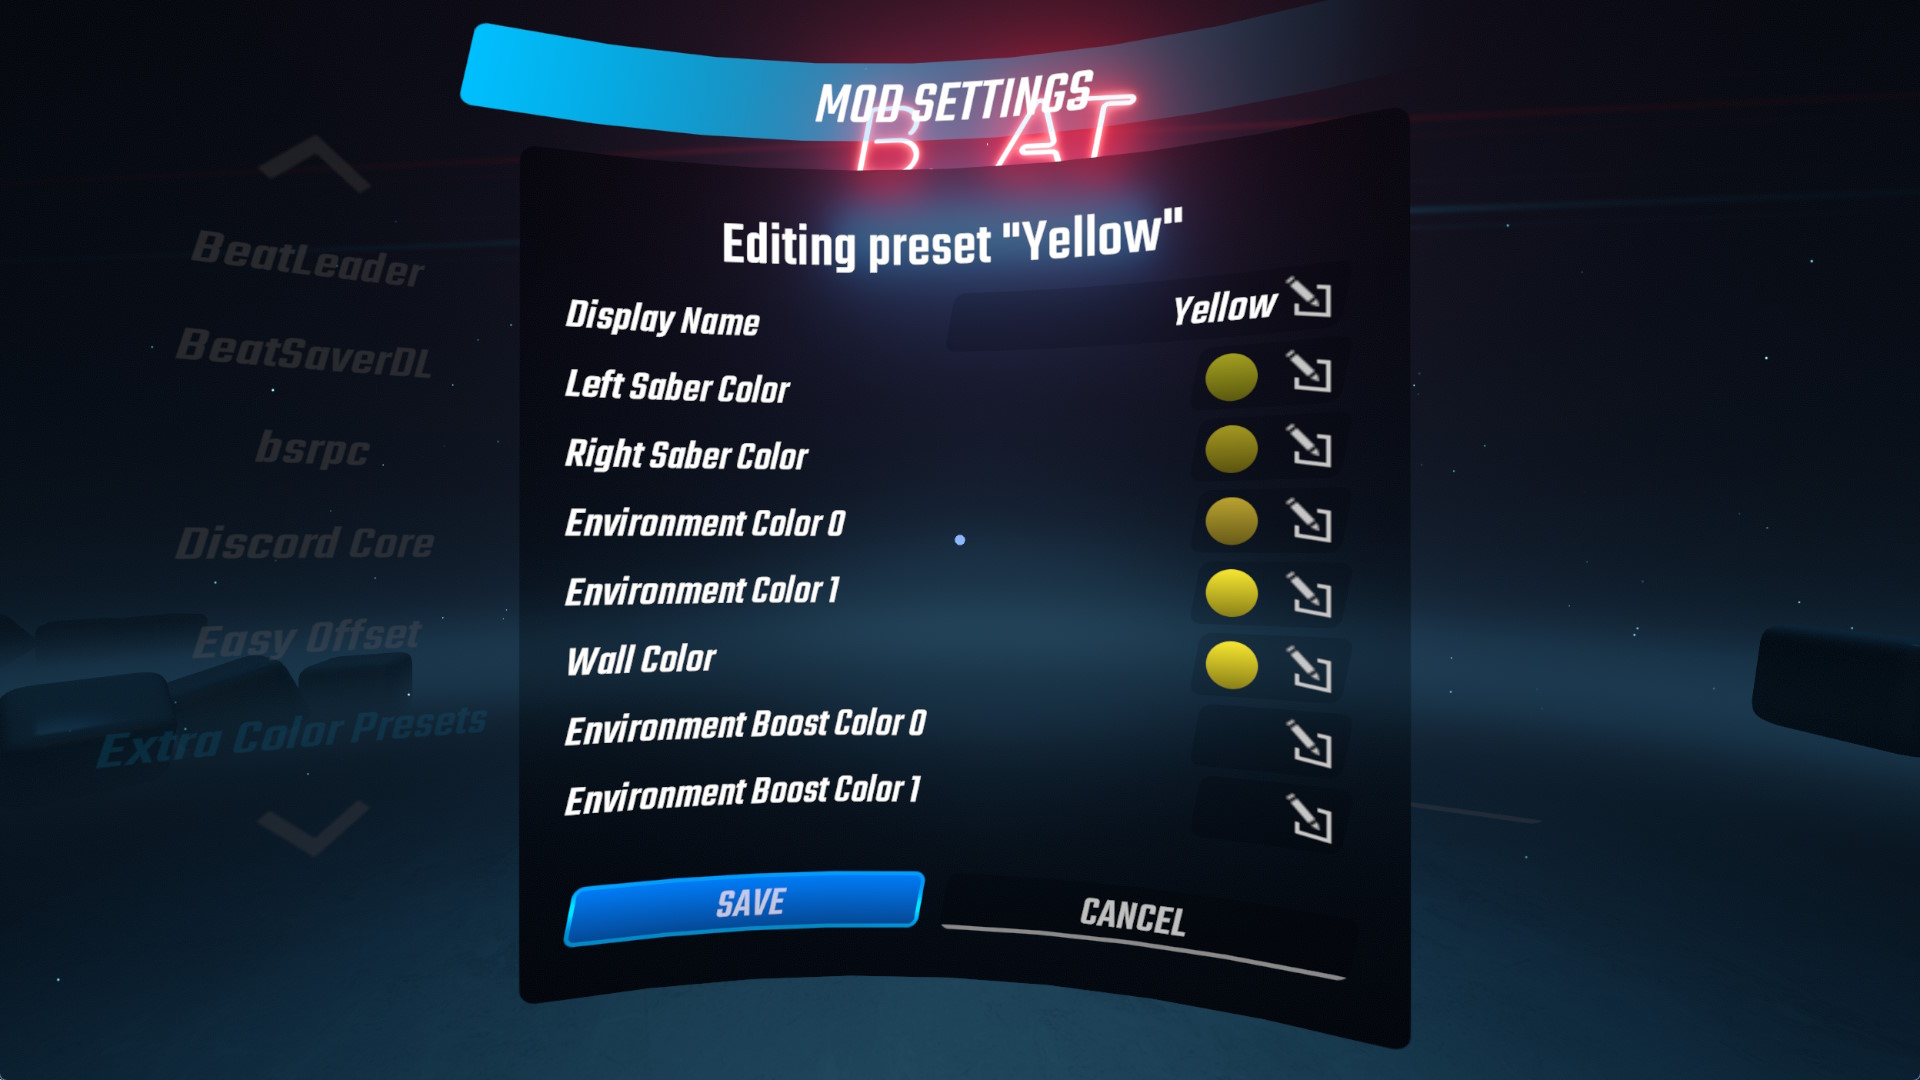 MOD SETTINGS
B AT
BeatLeader
BeatSaverDL
bsrpc
Discord Core
Easy Offset
Extra Color Presets
Editing preset "Yellow"
Display Name
Yellow
Left Saber Color
Right Saber Color
Environment Color 0
Environment Color 1
Wall Color
Environment Boost Color 0
Environment Boost Color 1
SAVE
CANCEL